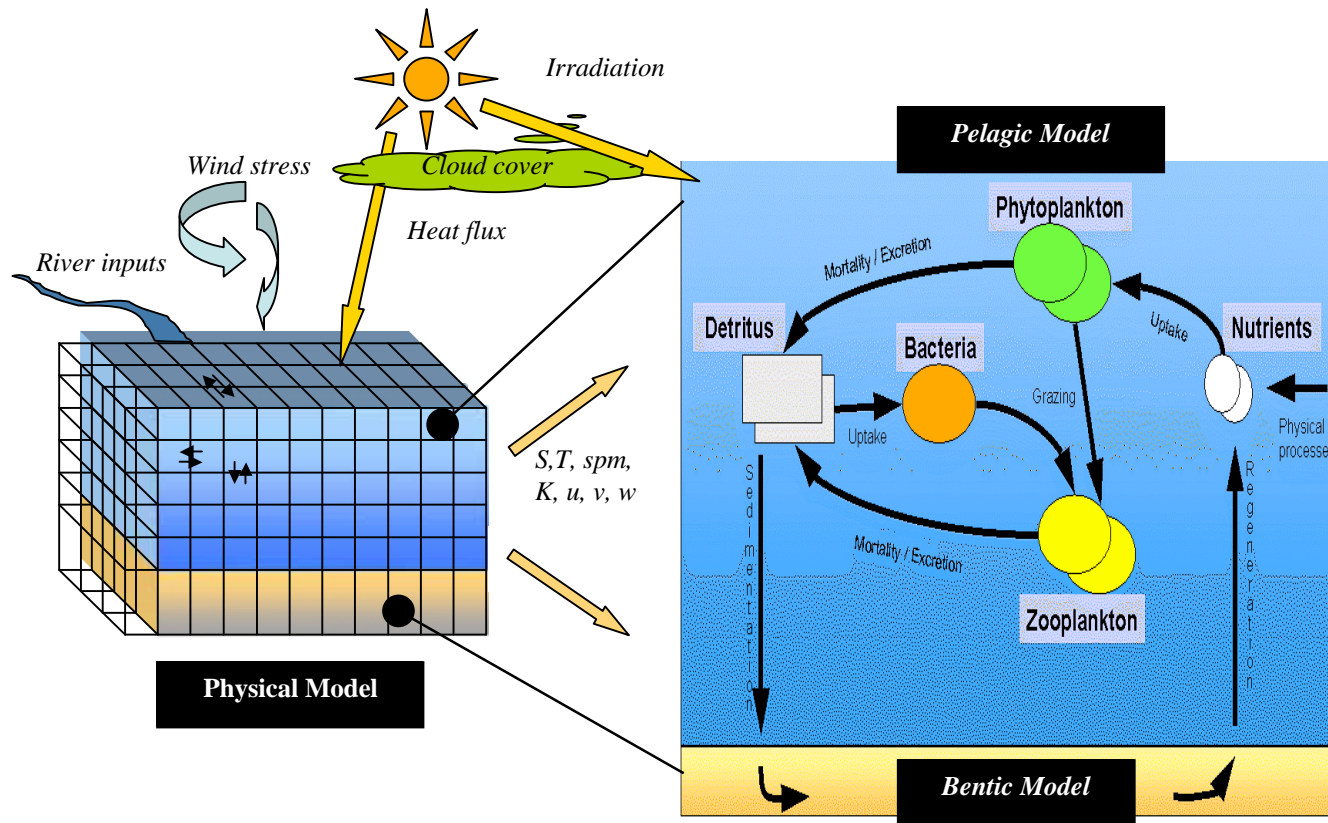 Irradiation
Wind stress
Cloud cover
Heat flux
River inputs
S,T, spm,
K, u, v, w
Physical Model
Pelagic Model
Phytoplankton
Mortality / Excretion
Detritus
Bacteria
Uptake
Nutrients
Uptake
Grazing
Physical
processe
Sedimentation
Mortality / Excretion
Regeneration
Zooplankton
Bentic Model